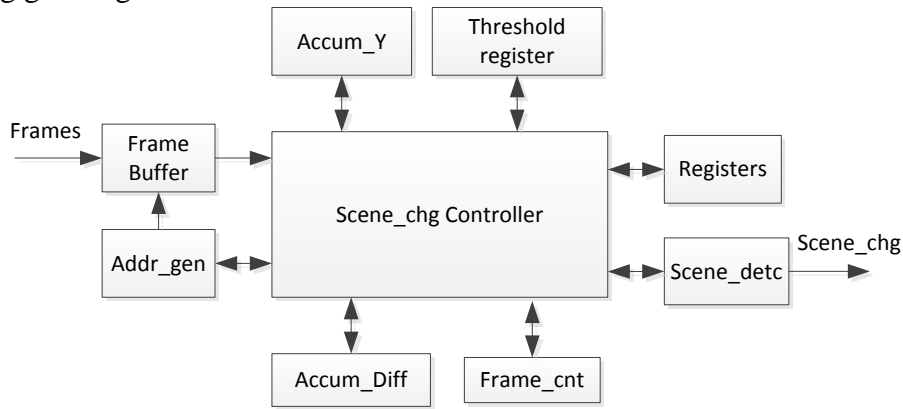 Accum_Y
Threshold
register
Frames
Frame
Buffer
Registers
Scene_chg Controller
Addr_gen
Scene_chg
Scene_detc
Accum_Diff
Frame_cnt